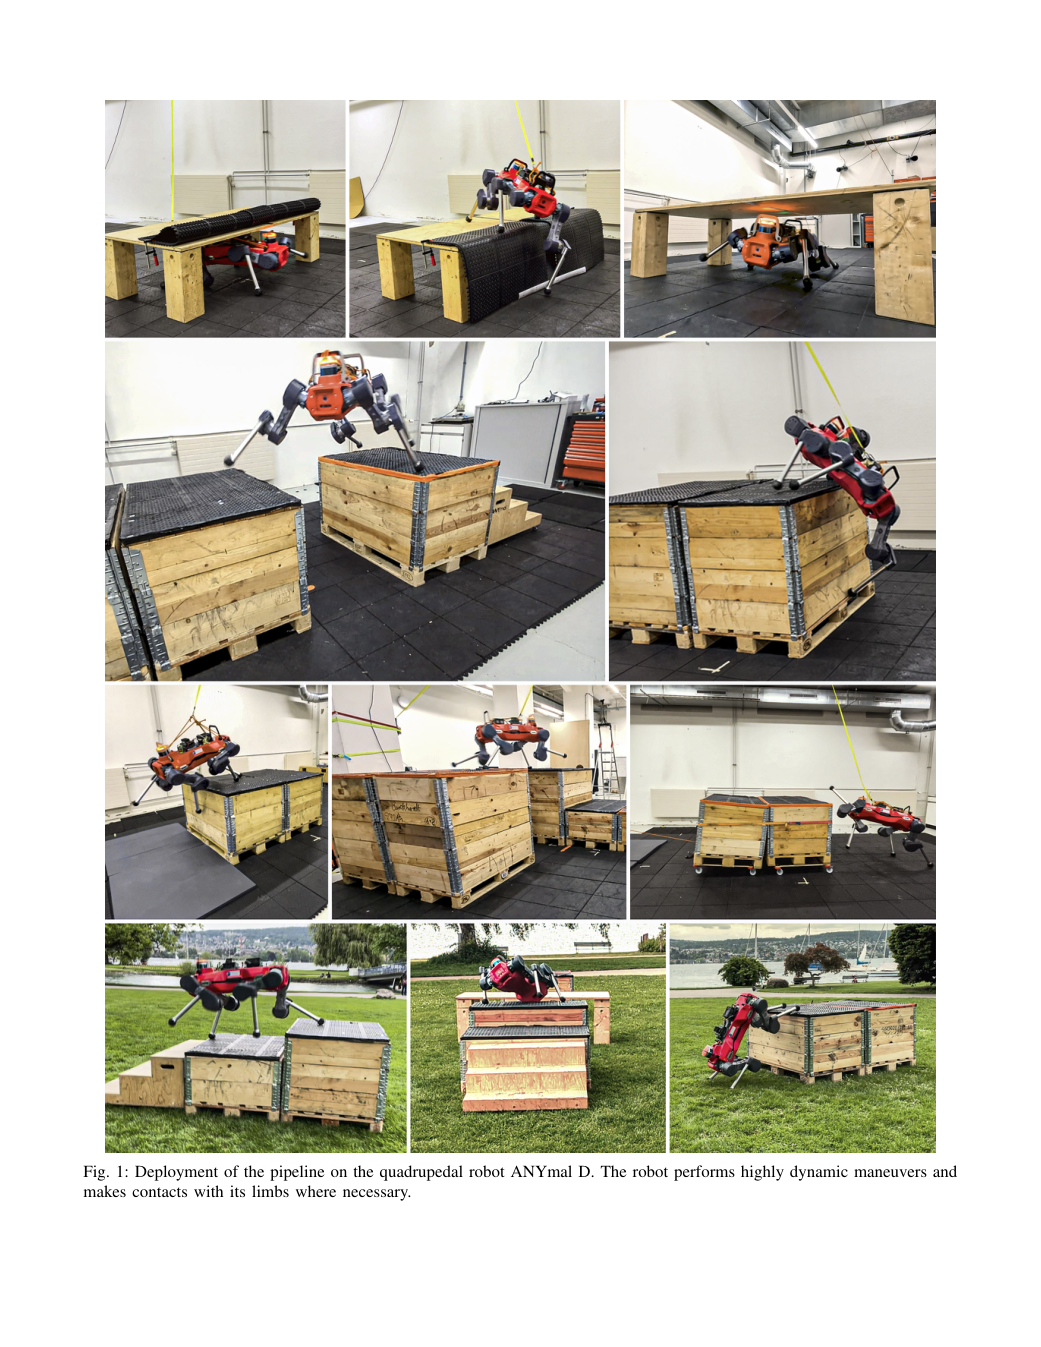 Fig. 1: Deployment of the pipeline on the quadrupedal robot ANYmal D. The robot performs highly dynamic maneuvers and
makes contacts with its limbs where necessary.